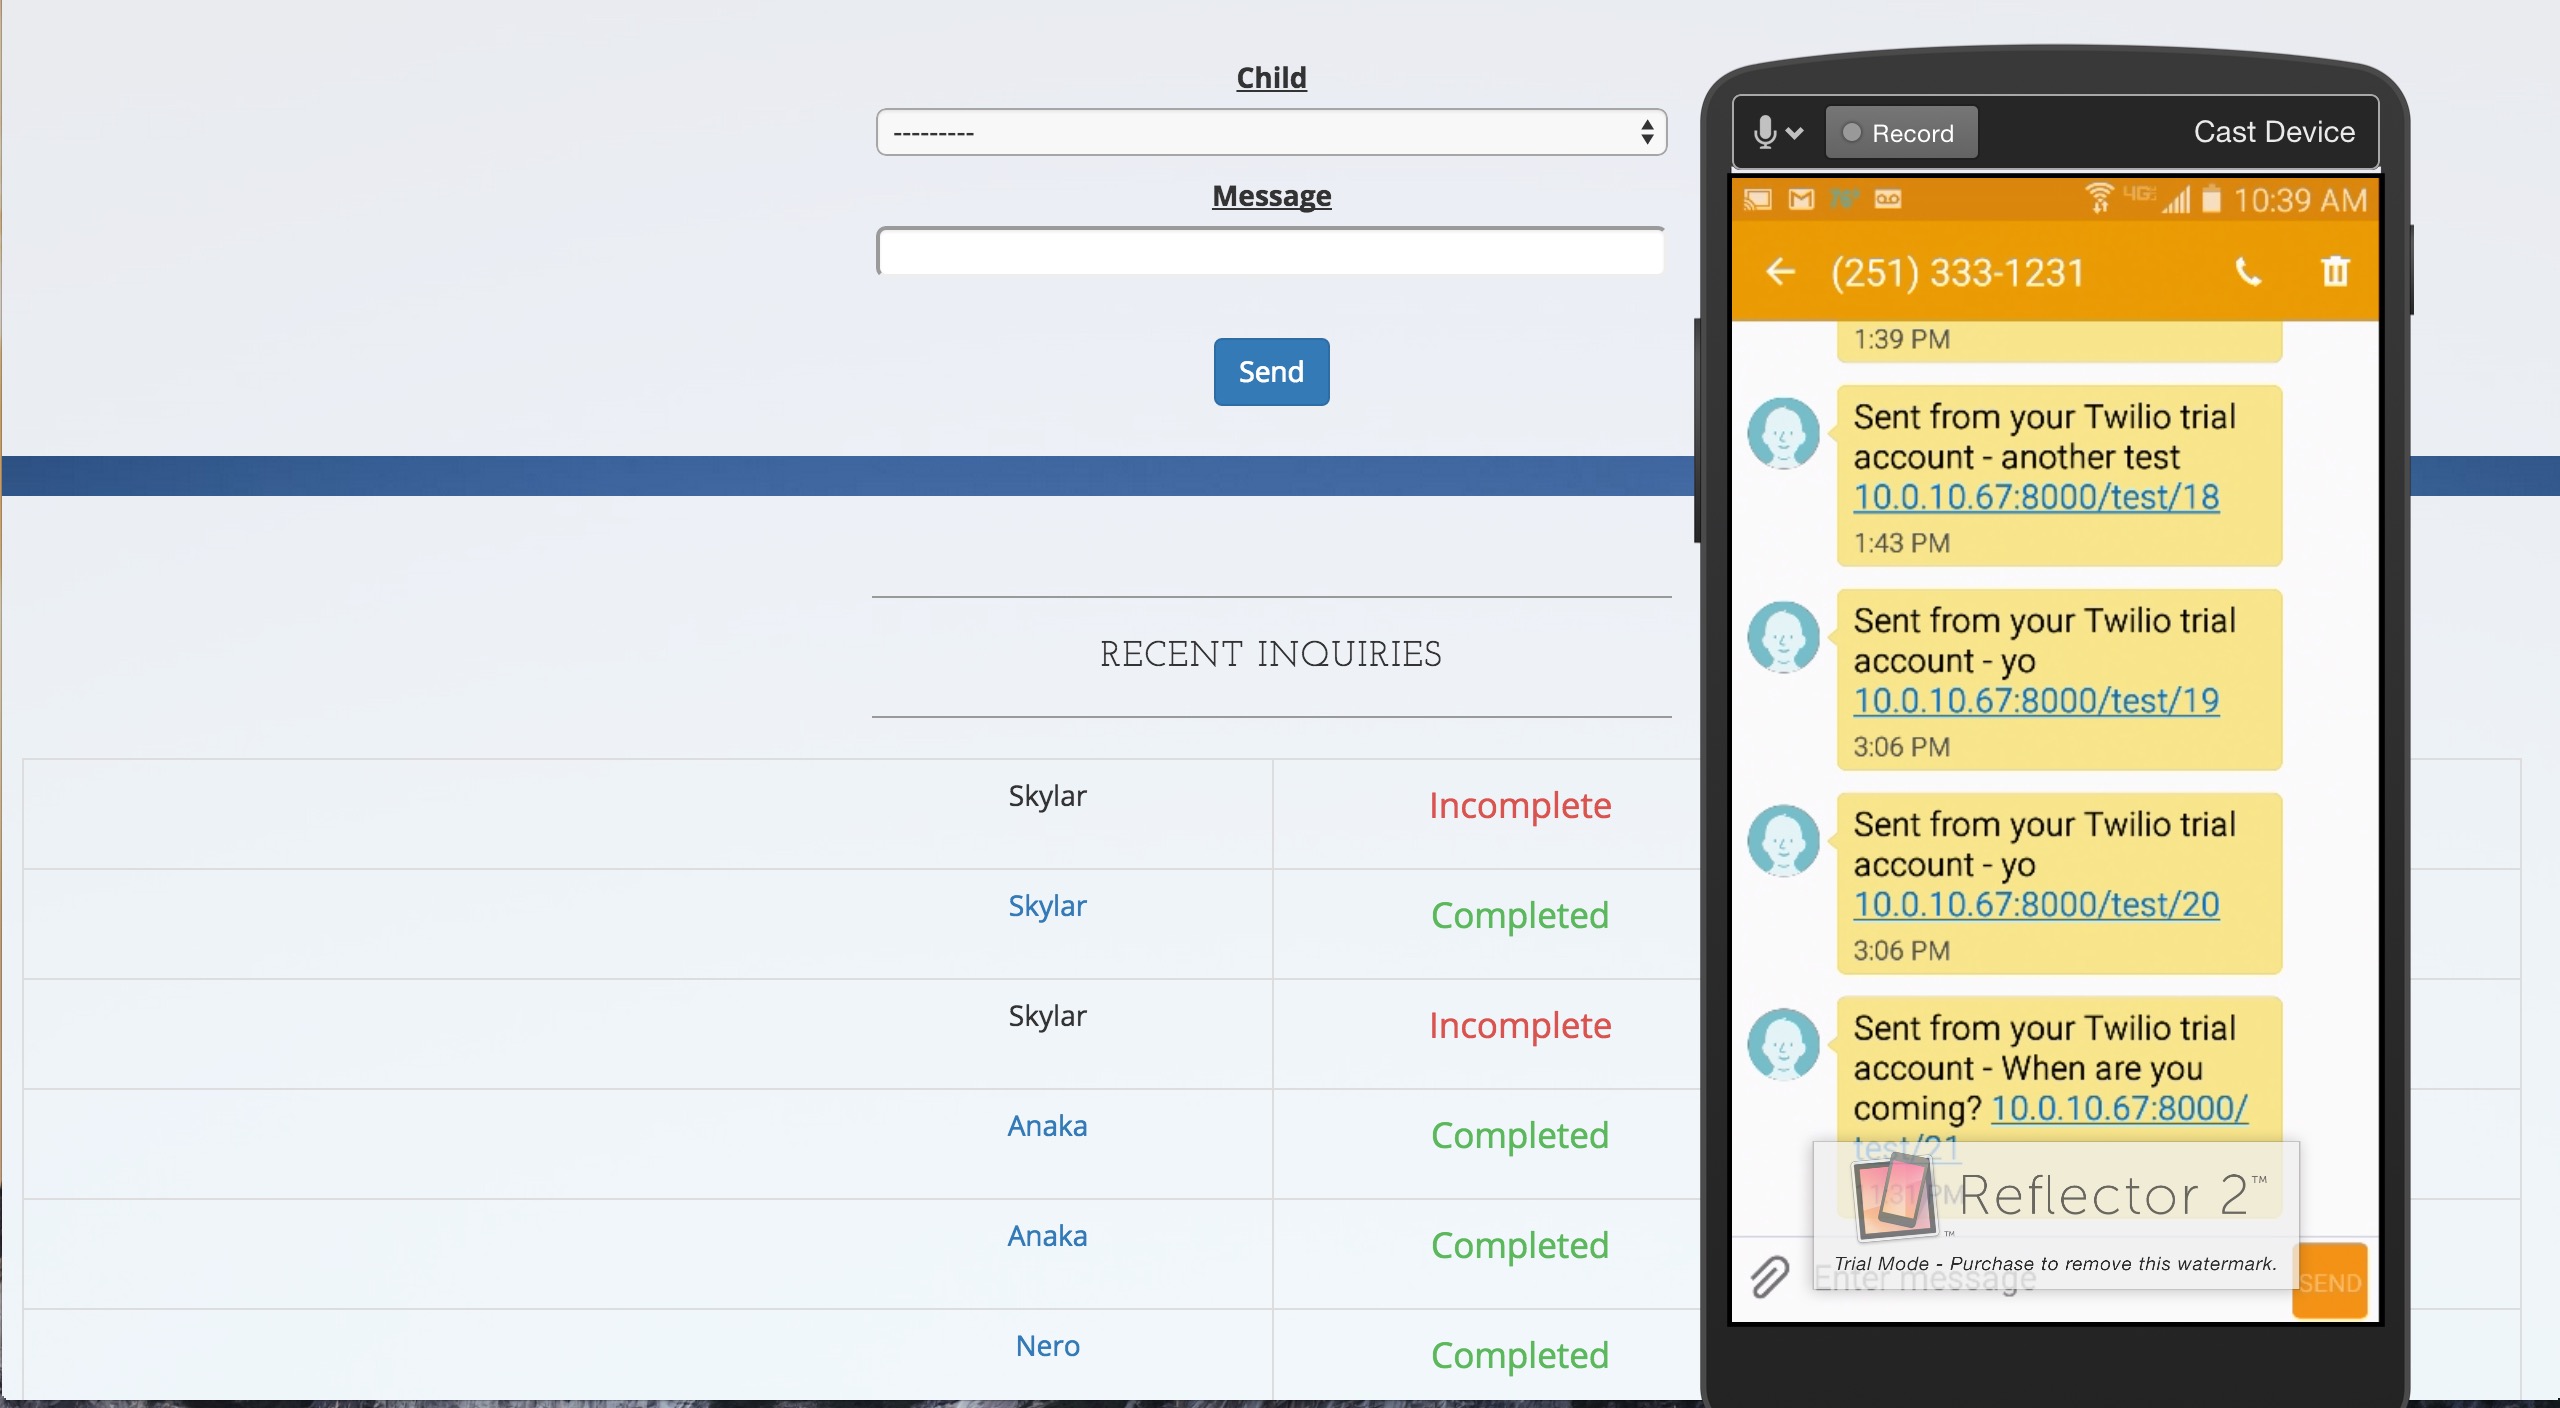 Child
---------
Message
Send
RECENT INQUIRIES
Skylar
Incomplete
Skylar
Completed
Skylar
Incomplete
Anaka
Completed
Anaka
Completed
Nero
Completed
Record
Cast Device
4G
10:39 AM
(251) 333-1231
1:39 PM
Sent from your Twilio trial
account - another test
10.0.10.67:8000/test/18
1:43 PM
Sent from your Twilio trial
account - yo
10.0.10.67:8000/test/19
3:06 PM
Sent from your Twilio trial
account - yo
10.0.10.67:8000/test/20
3:06 PM
Sent from your Twilio trial
account - When are you
coming? 10.0.10.67:8000/
test/21
Reflector 2™
Trial Mode - Purchase to remove this watermark.
Enter message
SEND